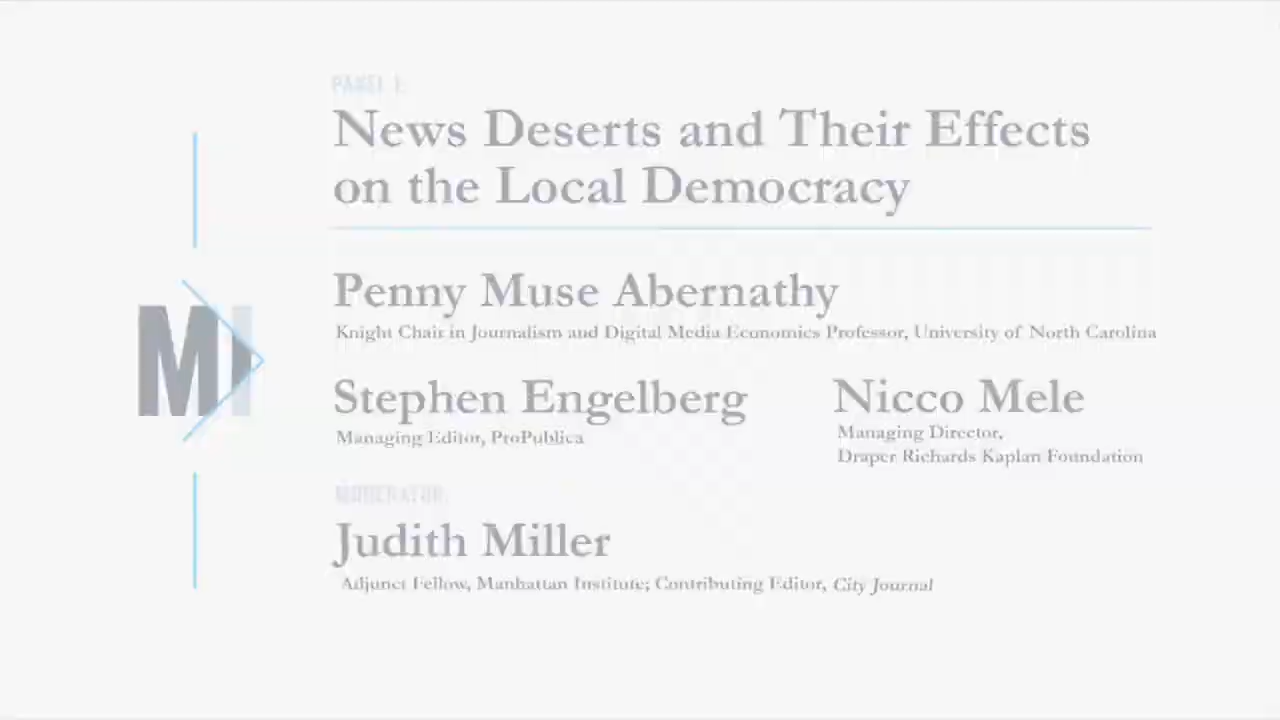 PANEL 1:
News Deserts and Their Effects
on the Local Democracy
Penny Muse Abernathy
Knight Chair in Journalism and Digital Media Economics Professor, University of North Carolina
MI
Stephen Engelberg
Managing Editor, ProPublica
Nicco Mele
Managing Director,
Draper Richards Kaplan Foundation
MODERATOR
Judith Miller
Adjunct Fellow, Manhattan Institute; Contributing Editor, City Journal